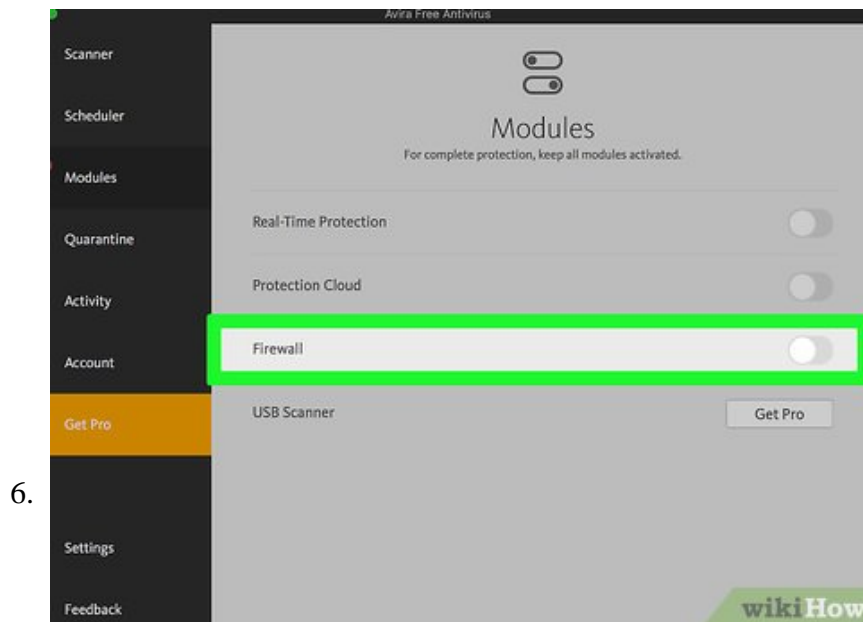 Avira Free Antivirus
Scanner
Scheduler
Modules
Quarantine
Activity
Account
Get Pro
Settings
Feedback
Modules
For complete protection, keep all modules activated.
Real-Time Protection
Protection Cloud
Firewall
USB Scanner
Get Pro
6.
wikiHow